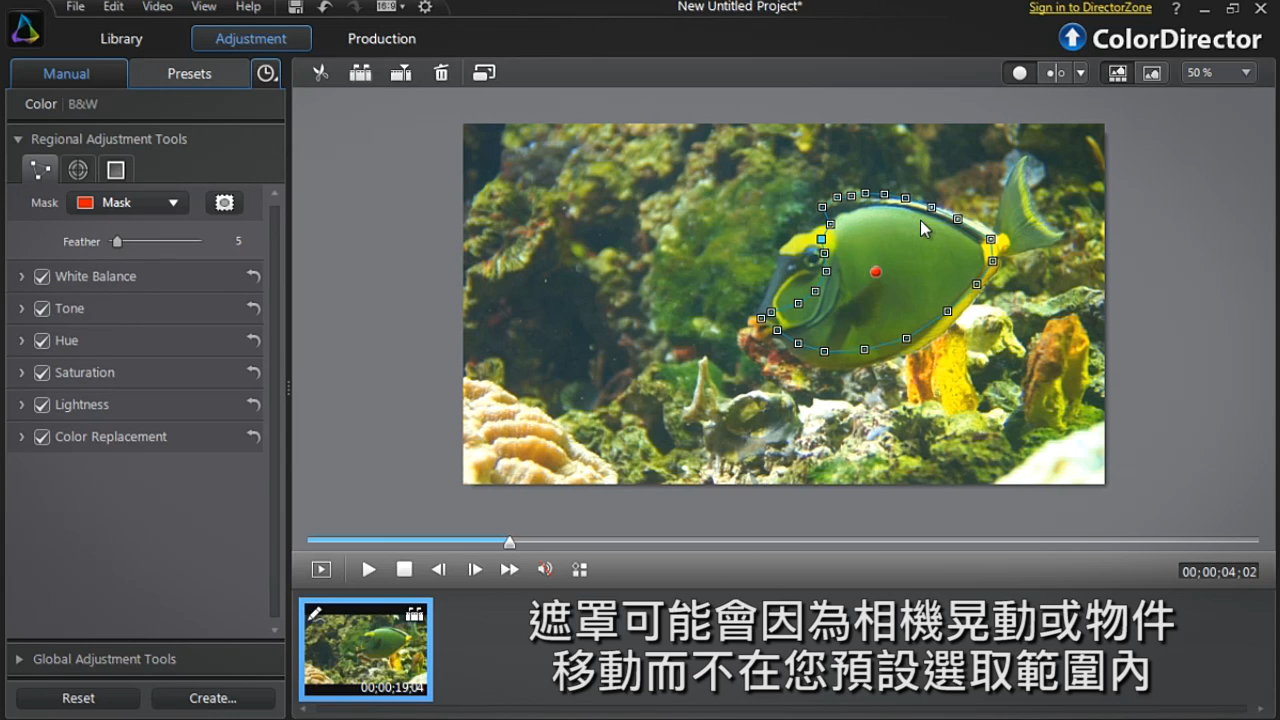 File Edit Video View Help 16:9 New Untitled Project* Sign in to DirectorZone ?
Library Adjustment Production ColorDirector
Manual Presets 50 %
Color B&W
Regional Adjustment Tools
Mask Mask
Feather 5
White Balance
Tone
Hue
Saturation
Lightness
Color Replacement
00;00;04;02
00;00;19;04
遮罩可能會因為相機晃動或物件
移動而不在您預設選取範圍內
Global Adjustment Tools
Reset Create...